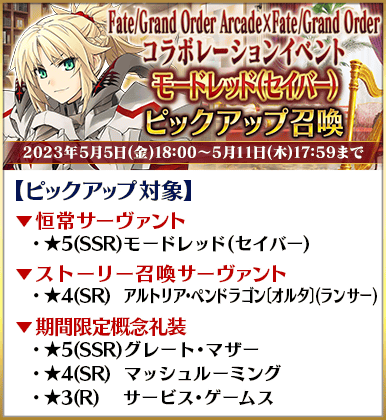 Fate/Grand Order Arcade×Fate/Grand Order
コラボレーションイベント
モードレッド(セイバー)
ピックアップ召喚
2023年5月5日(金)18:00～5月11日(木)17:59まで
【ピックアップ対象】
▼恒常サーヴァント
・★5(SSR)モードレッド(セイバー)
▼ストーリー召喚サーヴァント
・★4(SR) アルトリア・ペンドラゴン〔オルタ〕(ランサー)
▼期間限定概念礼装
・★5(SSR)グレート・マザー
・★4(SR) マッシュルーミング
・★3(R) サービス・ゲームス